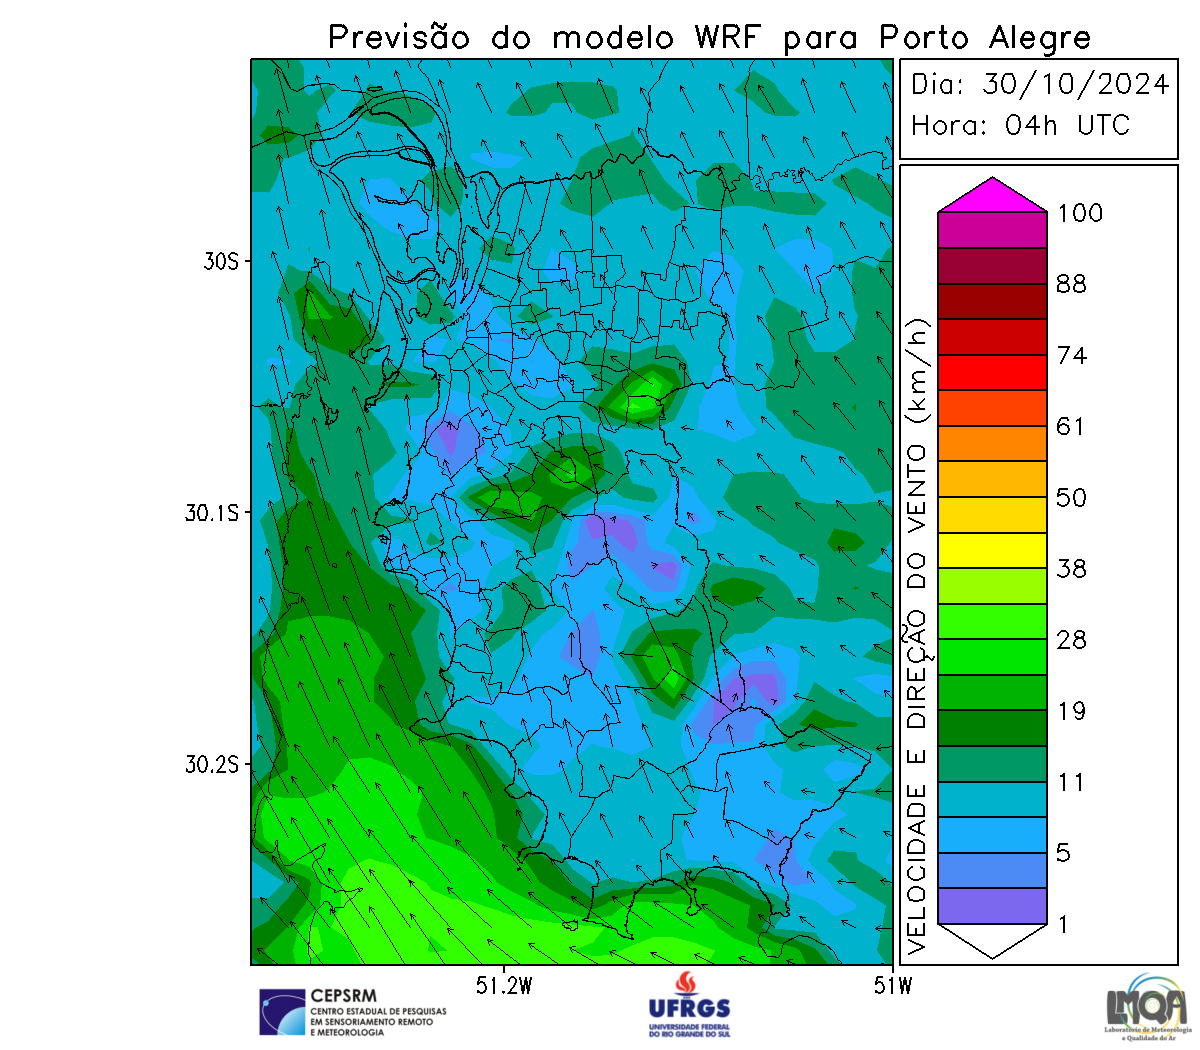 Previsão do modelo WRF para Porto Alegre
Dia: 30/10/2024
Hora: 04h UTC
100
88
74
61
50
38
28
19
11
5
1
VELOCIDADE E DIREÇÃO DO VENTO (km/h)
30S
30.1S
30.2S
51.2W
51W
CEPSRM
CENTRO ESTADUAL DE PESQUISAS
EM SENSORIAMENTO REMOTO
E METEOROLOGIA
UFRGS
UNIVERSIDADE FEDERAL
DO RIO GRANDE DO SUL
LMQA
Laboratório de Meteorologia
e Qualidade do Ar